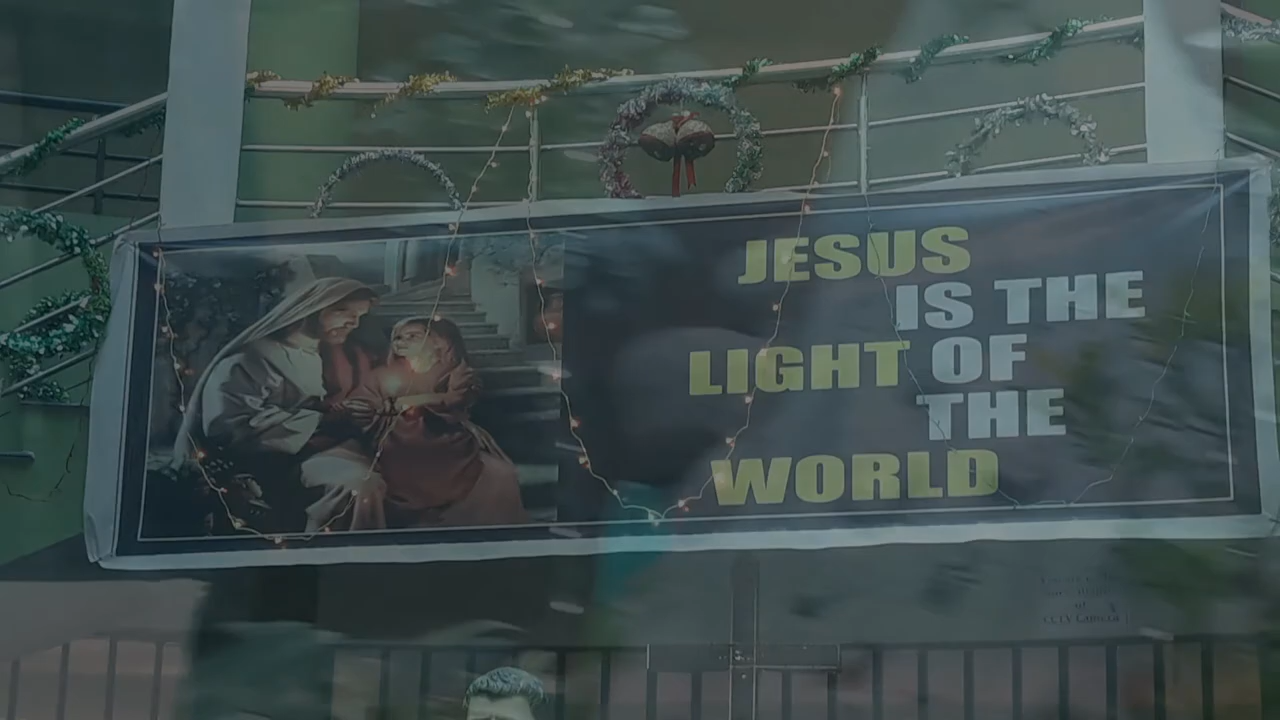 JESUS
IS THE
LIGHT OF
THE
WORLD